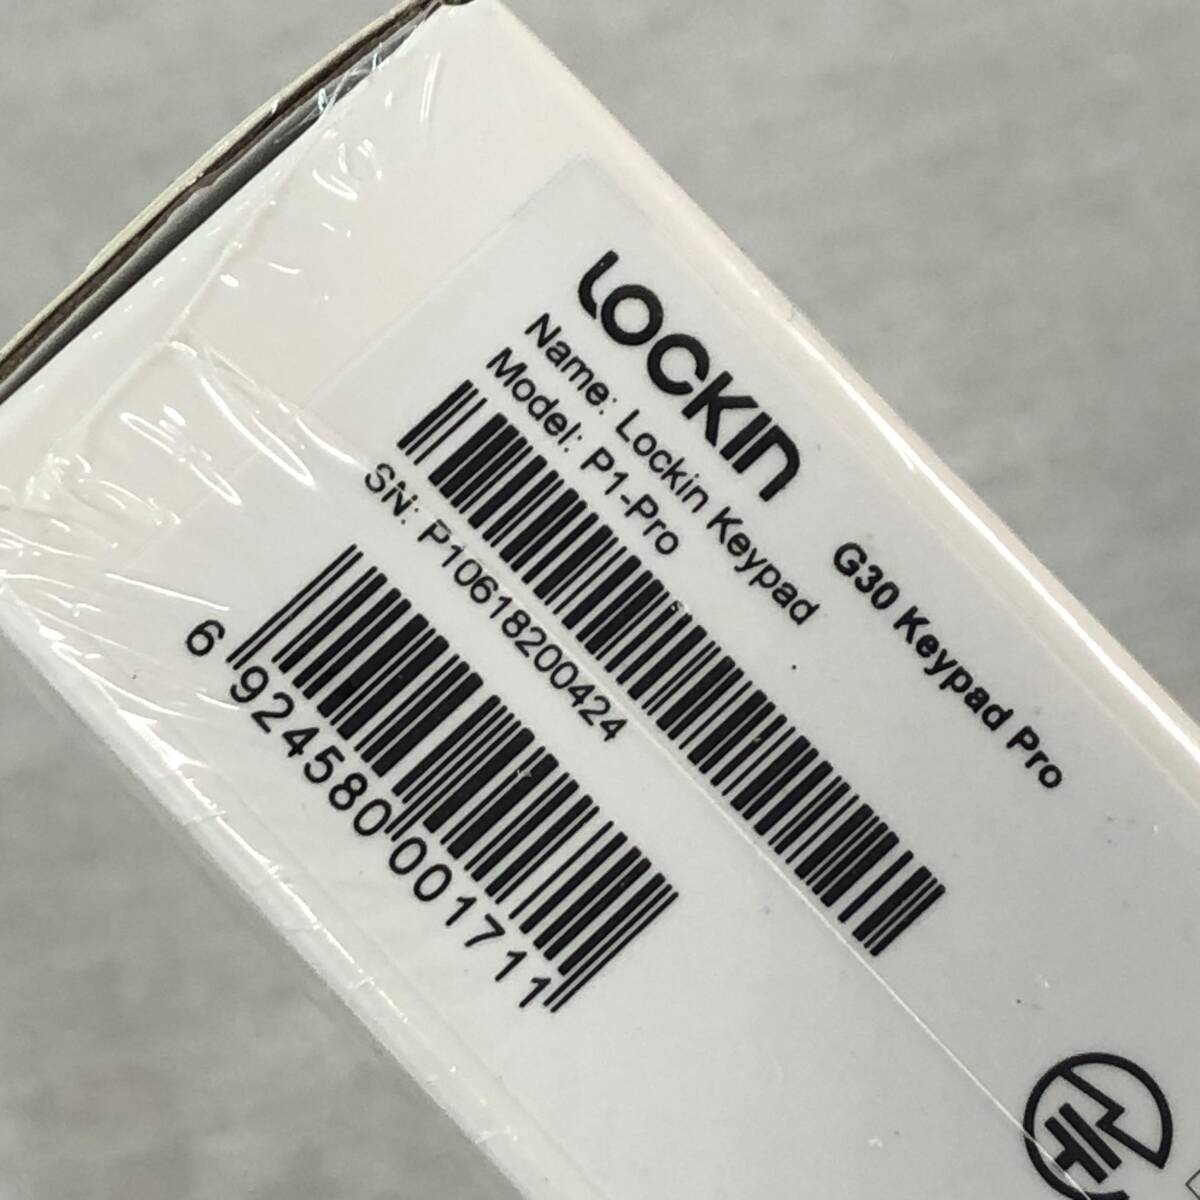 LOCKIN
G30 Keypad Pro
Name: Lockin Keypad
Model: P1-Pro
SN: P10618200424
6 924580 001711